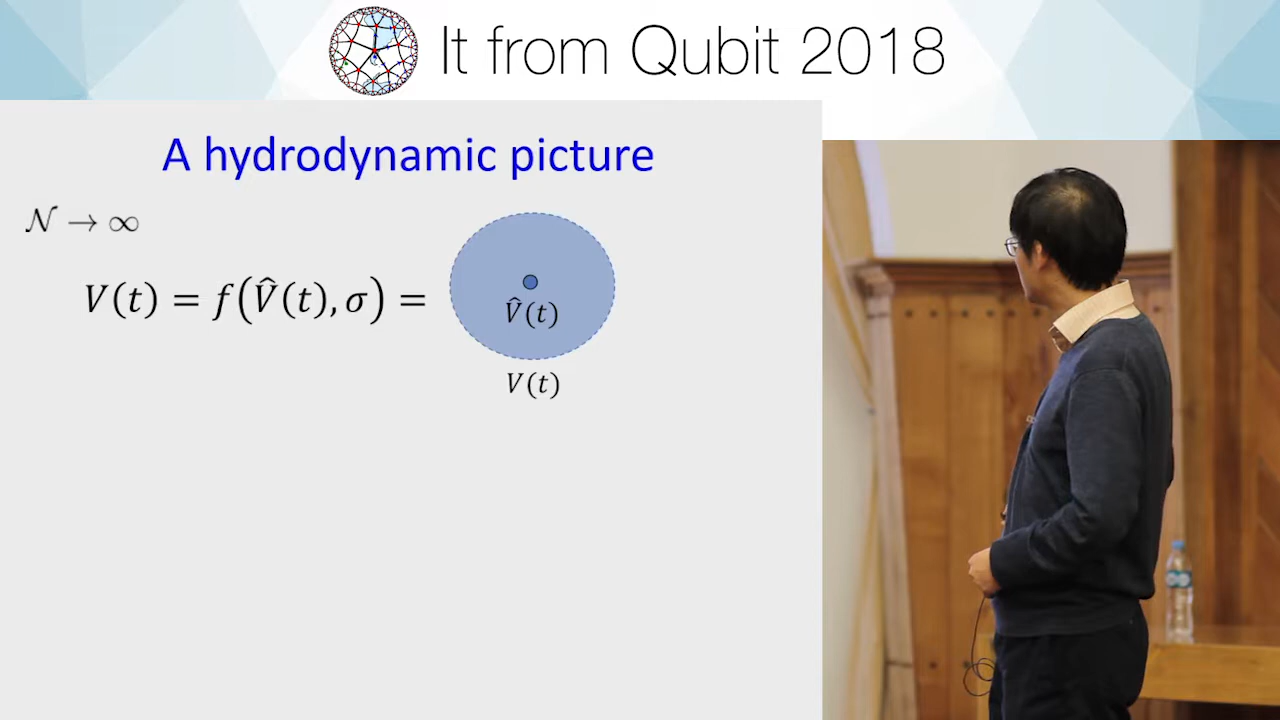 It from Qubit 2018
A hydrodynamic picture
𝒩 → ∞
V(t) = f(V̂(t), σ) =
V̂(t)
V(t)